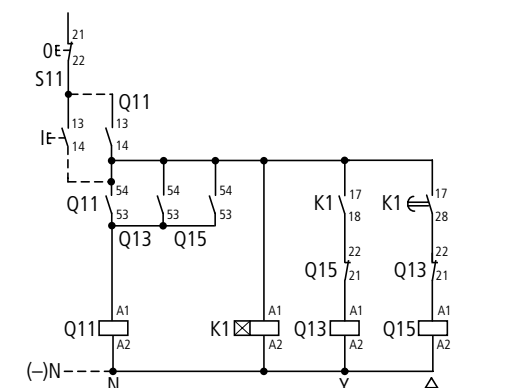 21
0E
22
S11
Q11
13 13
IE
14 14
54 54 54 17 17
Q11 K1 K1
53 53 53 18 28
Q13 Q15
22 22
Q15 Q13
21 21
A1 A1 A1 A1
Q11 K1 Q13 Q15
A2 A2 A2 A2
(–)N
N Y Δ